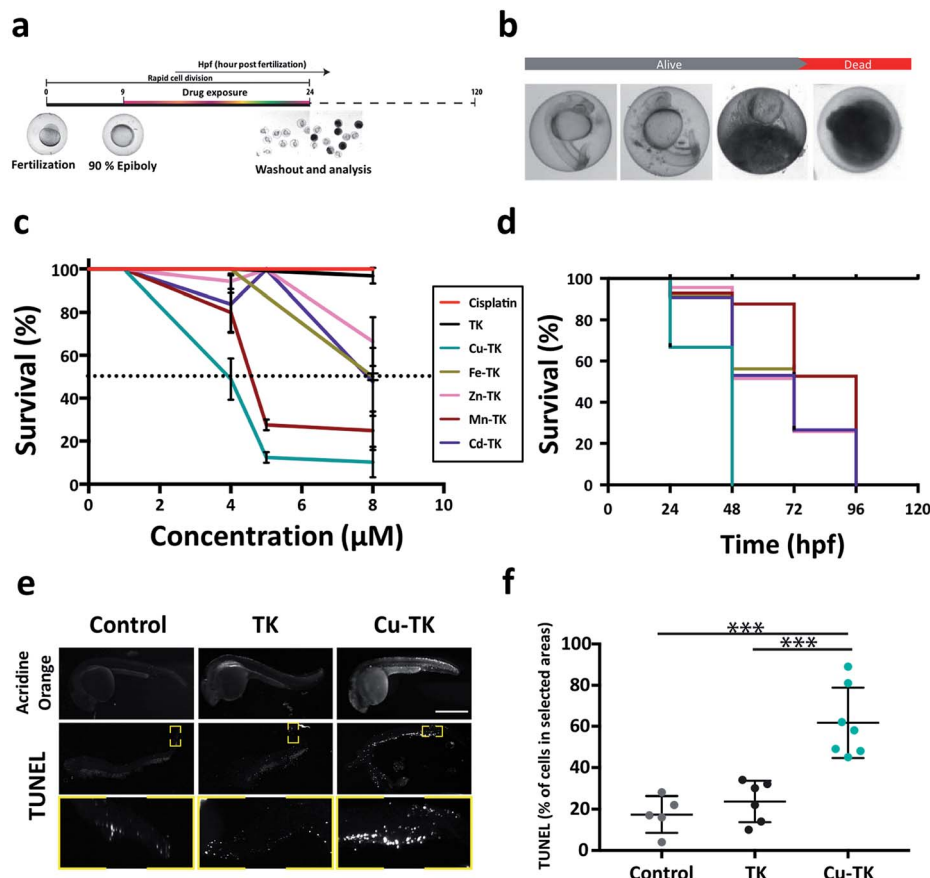 a
Hpf (hour post fertilization)
Rapid cell division
0
9
Drug exposure
24
120
Fertilization
90 % Epiboly
Washout and analysis
b
Alive
Dead
c
100
80
60
40
20
0
Survival (%)
0
2
4
6
8
10
Concentration (µM)
Cisplatin
TK
Cu-TK
Fe-TK
Zn-TK
Mn-TK
Cd-TK
d
100
80
60
40
20
0
Survival (%)
0
24
48
72
96
120
Time (hpf)
e
Control
TK
Cu-TK
Acridine
Orange
TUNEL
f
***
***
100
80
60
40
20
0
TUNEL (% of cells in selected areas)
Control
TK
Cu-TK